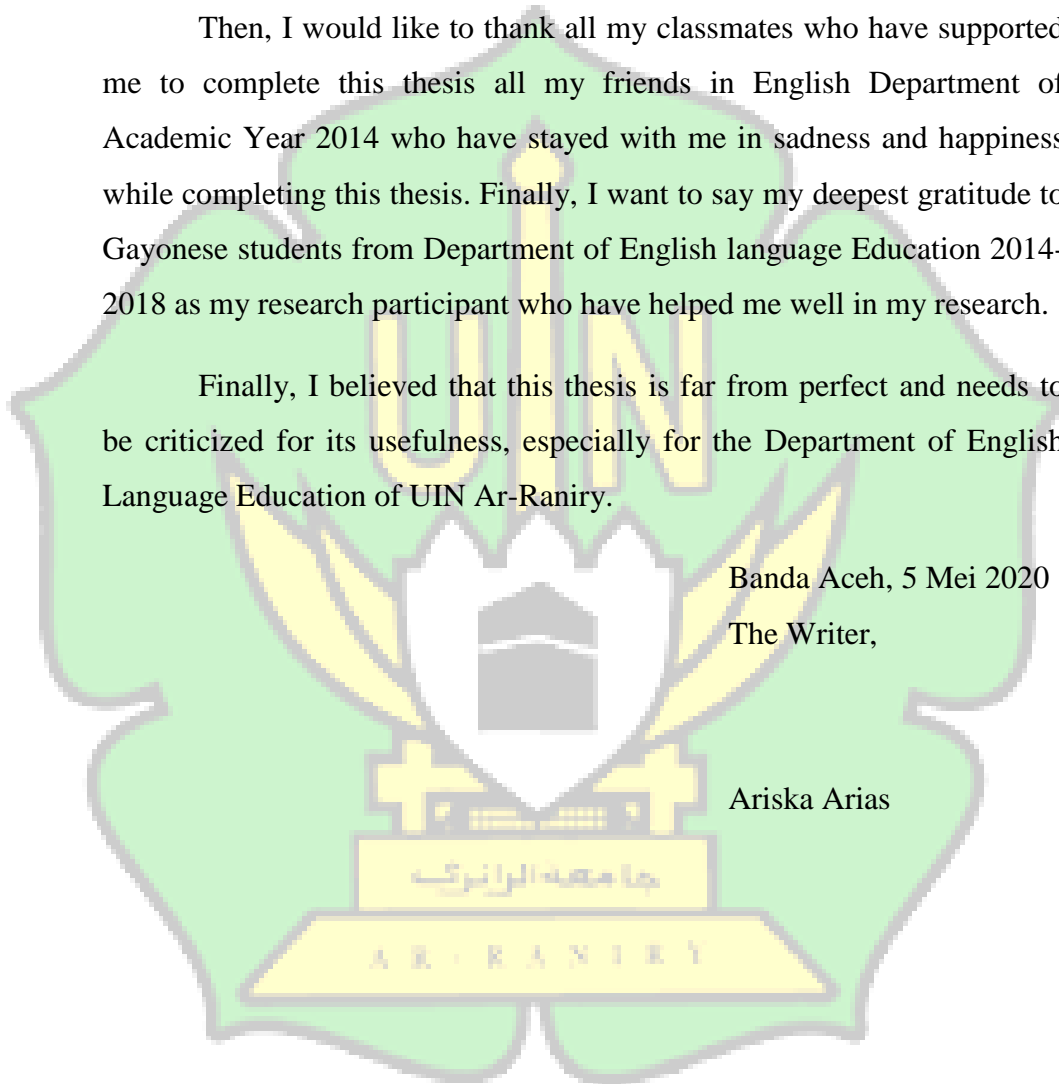 Then, I would like to thank all my classmates who have supported
me to complete this thesis all my friends in English Department of
Academic Year 2014 who have stayed with me in sadness and happiness
while completing this thesis. Finally, I want to say my deepest gratitude to
Gayonese students from Department of English language Education 2014-
2018 as my research participant who have helped me well in my research.
Finally, I believed that this thesis is far from perfect and needs to
be criticized for its usefulness, especially for the Department of English
Language Education of UIN Ar-Raniry.
UIN
Banda Aceh, 5 Mei 2020
The Writer,
Ariska Arias
جامعة الرانري
AR-RANIRY